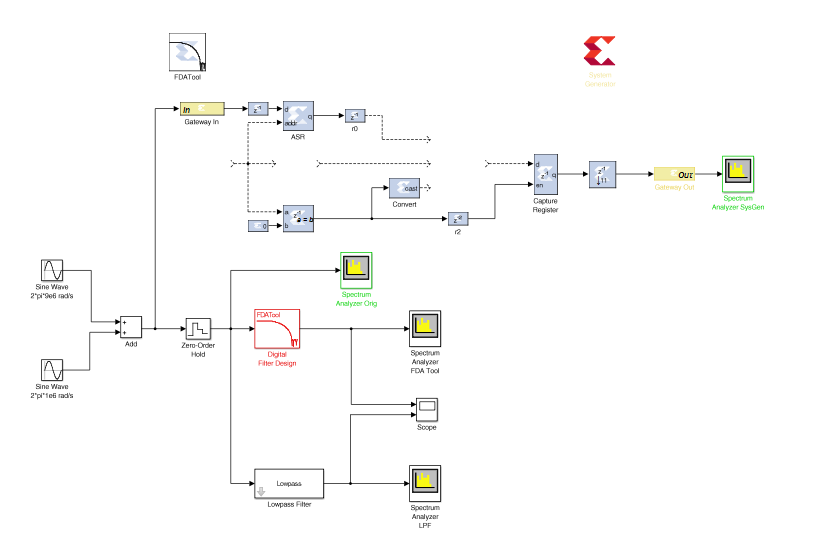 FDATool
System
Generator
In
Gateway In
z-1
d
addr
q
ASR
z-1
r0
cast
Convert
d
en
z-1
q
Capture
Register
z-1
↓11
Out
Gateway Out
Spectrum
Analyzer SysGen
a
b
z-1
a = b
0
r2
Spectrum
Analyzer Orig
Sine Wave
2*pi*9e6 rad/s
+
+
Add
Zero-Order
Hold
FDATool
Digital
Filter Design
Spectrum
Analyzer
FDA Tool
Sine Wave
2*pi*1e6 rad/s
Scope
Lowpass
Lowpass Filter
Spectrum
Analyzer
LPF